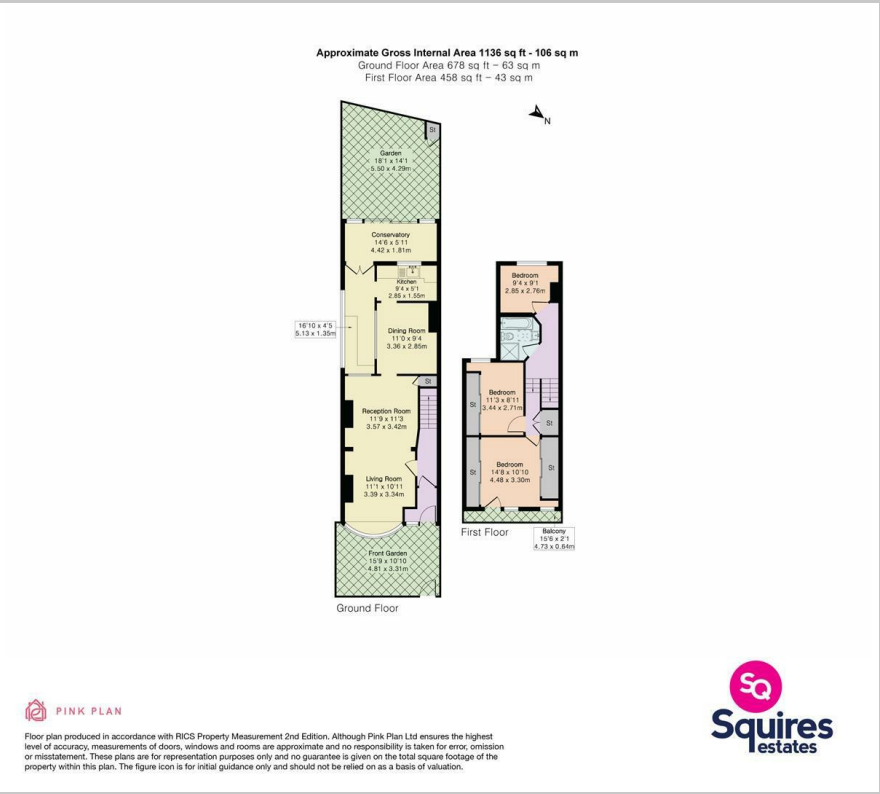 Approximate Gross Internal Area 1136 sq ft - 106 sq m
Ground Floor Area 678 sq ft – 63 sq m
First Floor Area 458 sq ft – 43 sq m
N
St
Garden
18'1 x 14'1
5.50 x 4.29m
Conservatory
14'6 x 5'11
4.42 x 1.81m
Kitchen
9'4 x 5'1
2.85 x 1.55m
16'10 x 4'5
5.13 x 1.35m
Dining Room
11'0 x 9'4
3.36 x 2.85m
St
Reception Room
11'9 x 11'3
3.57 x 3.42m
Living Room
11'1 x 10'11
3.39 x 3.34m
Front Garden
15'9 x 10'10
4.81 x 3.31m
Ground Floor
Bedroom
9'4 x 9'1
2.85 x 2.76m
Bedroom
11'3 x 8'11
3.44 x 2.71m
St
St
Bedroom
14'8 x 10'10
4.48 x 3.30m
St
St
First Floor
Balcony
15'6 x 2'1
4.73 x 0.64m
PINK PLAN
Floor plan produced in accordance with RICS Property Measurement 2nd Edition. Although Pink Plan Ltd ensures the highest
level of accuracy, measurements of doors, windows and rooms are approximate and no responsibility is taken for error, omission
or misstatement. These plans are for representation purposes only and no guarantee is given on the total square footage of the
property within this plan. The figure icon is for initial guidance only and should not be relied on as a basis of valuation.
SQ
Squires
estates